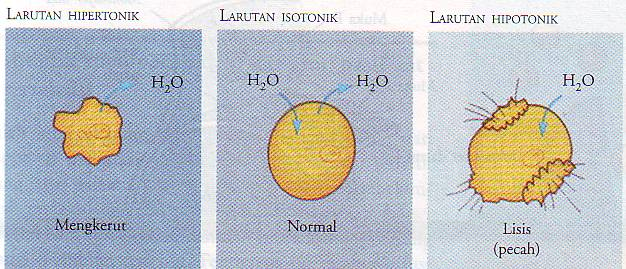 LARUTAN HIPERTONIK
H₂O
Mengkerut
LARUTAN ISOTONIK
H₂O H₂O
Normal
LARUTAN HIPOTONIK
H₂O
Lisis
(pecah)